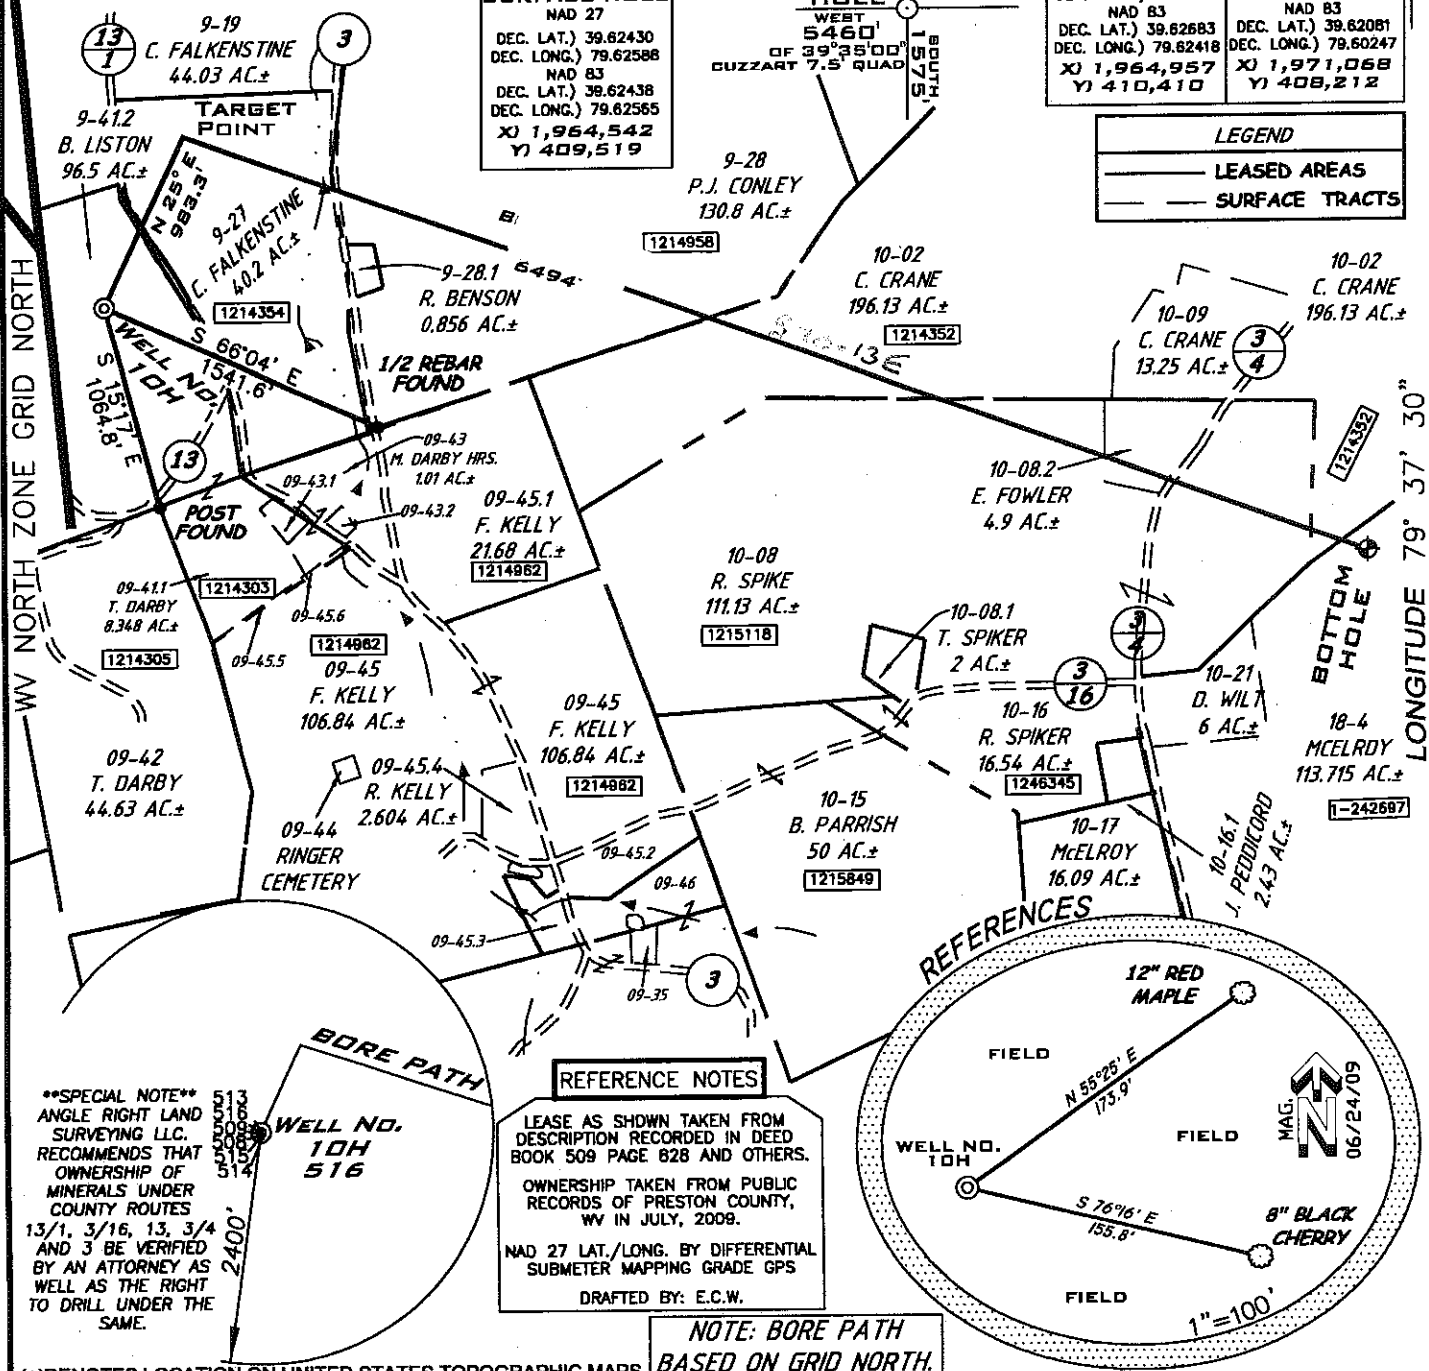 9-19
C. FALKENSTINE
44.03 AC.±
13
1
3
NAD 27
DEC. LAT.) 39.62430
DEC. LONG.) 79.62588
NAD 83
DEC. LAT.) 39.62438
DEC. LONG.) 79.62565
X) 1,964,542
Y) 409,519
WEST
5460'
OF 39°35'00"
GUZZART 7.5' QUAD
SOUTH
1575'
NAD 83
DEC. LAT.) 39.62683
DEC. LONG.) 79.62418
X) 1,964,957
Y) 410,410
NAD 83
DEC. LAT.) 39.62081
DEC. LONG.) 79.60247
X) 1,971,068
Y) 408,212
LEGEND
LEASED AREAS
SURFACE TRACTS
TARGET
POINT
9-41.2
B. LISTON
96.5 AC.±
N 25° E
983.3'
9-27
C. FALKENSTINE
40.2 AC.±
1214354
9-28
P.J. CONLEY
130.8 AC.±
1214958
6494'
9-28.1
R. BENSON
0.856 AC.±
10-02
C. CRANE
196.13 AC.±
1214352
10-02
C. CRANE
196.13 AC.±
10-09
C. CRANE
13.25 AC.±
3
4
1214352
WV NORTH ZONE GRID NORTH
LONGITUDE 79° 37' 30"
WELL NO.
10H
S 66°04' E
1541.6'
S 15°17' E
1064.8'
1/2 REBAR
FOUND
13
POST
FOUND
09-43
M. DARBY HRS.
1.01 AC.±
09-43.1
09-43.2
09-45.1
F. KELLY
21.68 AC.±
1214962
10-08.2
E. FOWLER
4.9 AC.±
10-08
R. SPIKE
111.13 AC.±
1215118
BOTTOM
HOLE
09-41.1
T. DARBY
8.348 AC.±
1214305
1214303
09-45.6
09-45.5
1214962
09-45
F. KELLY
106.84 AC.±
09-45
F. KELLY
106.84 AC.±
1214962
10-08.1
T. SPIKER
2 AC.±
3
4
3
16
10-16
R. SPIKER
16.54 AC.±
1246345
10-21
D. WILT
6 AC.±
18-4
MCELROY
113.715 AC.±
1-242697
09-42
T. DARBY
44.63 AC.±
09-44
RINGER
CEMETERY
09-45.4
R. KELLY
2.604 AC.±
09-45.2
10-15
B. PARRISH
50 AC.±
1215849
10-17
McELROY
16.09 AC.±
10-16.1
J. PEDDICORD
2.43 AC.±
09-46
09-45.3
09-35
3
REFERENCES
12" RED
MAPLE
FIELD
N 55°25' E
173.9'
FIELD
WELL NO.
10H
S 76°16' E
155.8'
8" BLACK
CHERRY
FIELD
1"=100'
MAG.
N
06/24/09
BORE PATH
WELL NO.
10H
516
513
516
509
508
515
514
2400'
**SPECIAL NOTE**
ANGLE RIGHT LAND
SURVEYING LLC.
RECOMMENDS THAT
OWNERSHIP OF
MINERALS UNDER
COUNTY ROUTES
13/1, 3/16, 13, 3/4
AND 3 BE VERIFIED
BY AN ATTORNEY AS
WELL AS THE RIGHT
TO DRILL UNDER THE
SAME.
REFERENCE NOTES
LEASE AS SHOWN TAKEN FROM
DESCRIPTION RECORDED IN DEED
BOOK 509 PAGE 628 AND OTHERS.
OWNERSHIP TAKEN FROM PUBLIC
RECORDS OF PRESTON COUNTY,
WV IN JULY, 2009.
NAD 27 LAT./LONG. BY DIFFERENTIAL
SUBMETER MAPPING GRADE GPS
DRAFTED BY: E.C.W.
NOTE: BORE PATH
BASED ON GRID NORTH.
DENOTES LOCATION ON UNITED STATES TOPOGRAPHIC MAPS